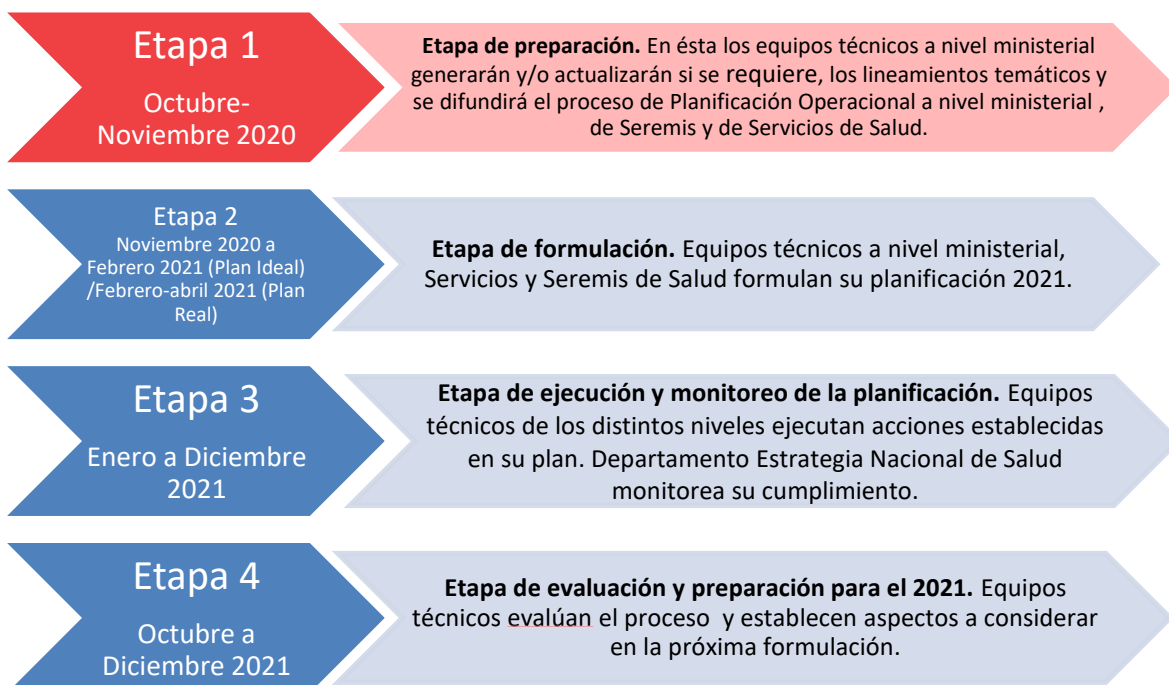 Etapa 1
Octubre-
Noviembre 2020
Etapa de preparación. En ésta los equipos técnicos a nivel ministerial
generarán y/o actualizarán si se requiere, los lineamientos temáticos y
se difundirá el proceso de Planificación Operacional a nivel ministerial ,
de Seremis y de Servicios de Salud.
Etapa 2
Noviembre 2020 a
Febrero 2021 (Plan Ideal)
/Febrero-abril 2021 (Plan
Real)
Etapa de formulación. Equipos técnicos a nivel ministerial,
Servicios y Seremis de Salud formulan su planificación 2021.
Etapa 3
Enero a Diciembre
2021
Etapa de ejecución y monitoreo de la planificación. Equipos
técnicos de los distintos niveles ejecutan acciones establecidas
en su plan. Departamento Estrategia Nacional de Salud
monitorea su cumplimiento.
Etapa 4
Octubre a
Diciembre 2021
Etapa de evaluación y preparación para el 2021. Equipos
técnicos evalúan el proceso y establecen aspectos a considerar
en la próxima formulación.